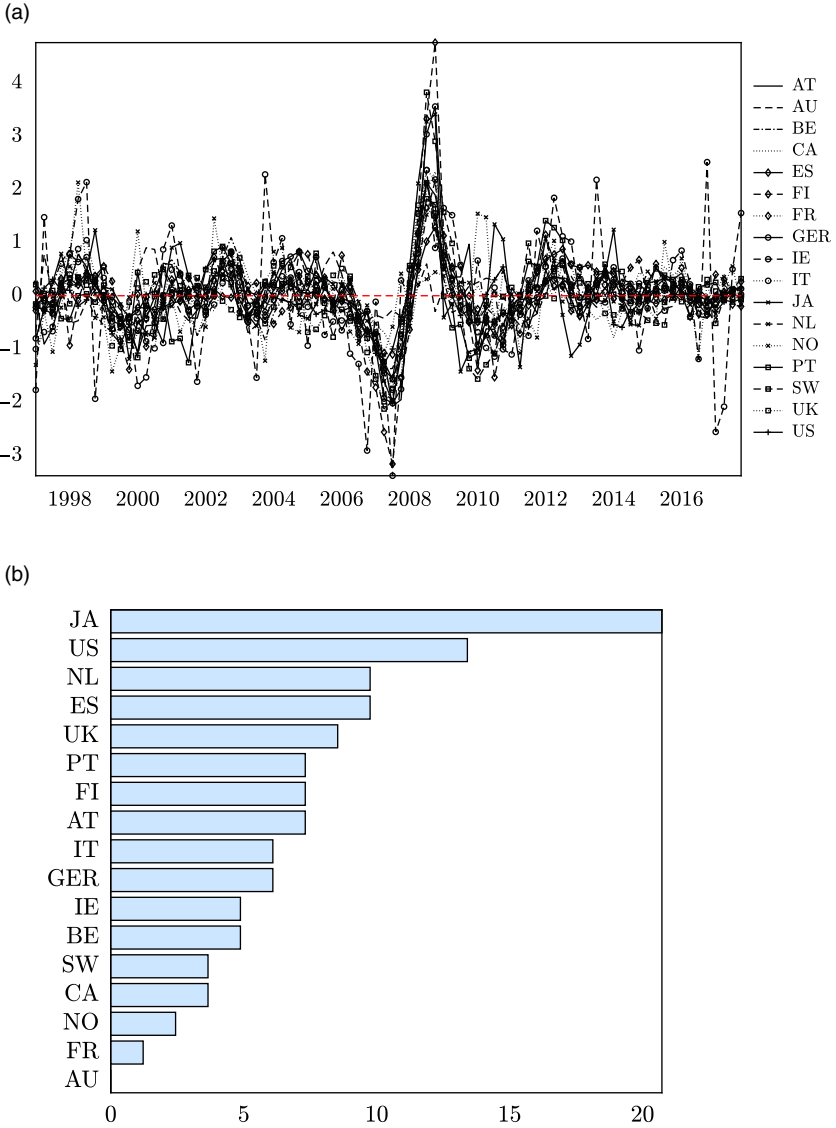 (a)
4
3
2
1
0
−1
−2
−3
1998 2000 2002 2004 2006 2008 2010 2012 2014 2016
AT
AU
BE
CA
ES
FI
FR
GER
IE
IT
JA
NL
NO
PT
SW
UK
US
(b)
JA
US
NL
ES
UK
PT
FI
AT
IT
GER
IE
BE
SW
CA
NO
FR
AU
0 5 10 15 20